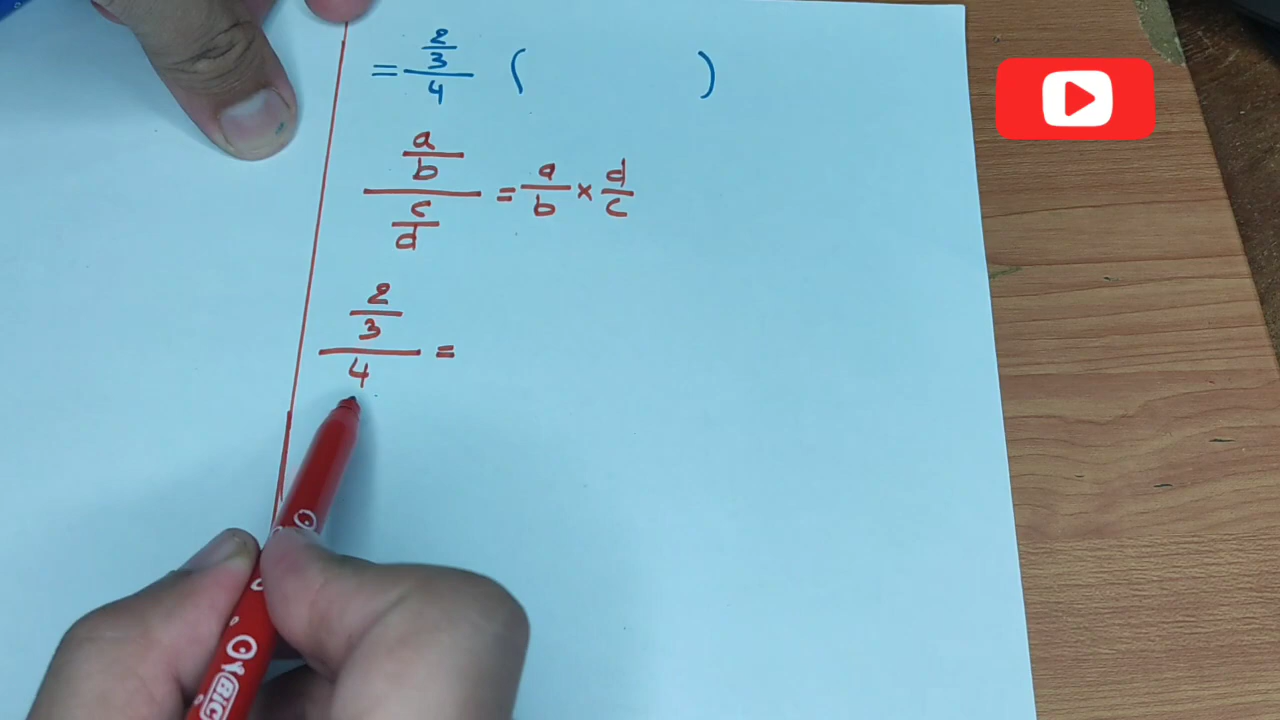 = 2/3 / 4 ( )
a/b / c/d = a/b × d/c
2/3 / 4 =
BIC